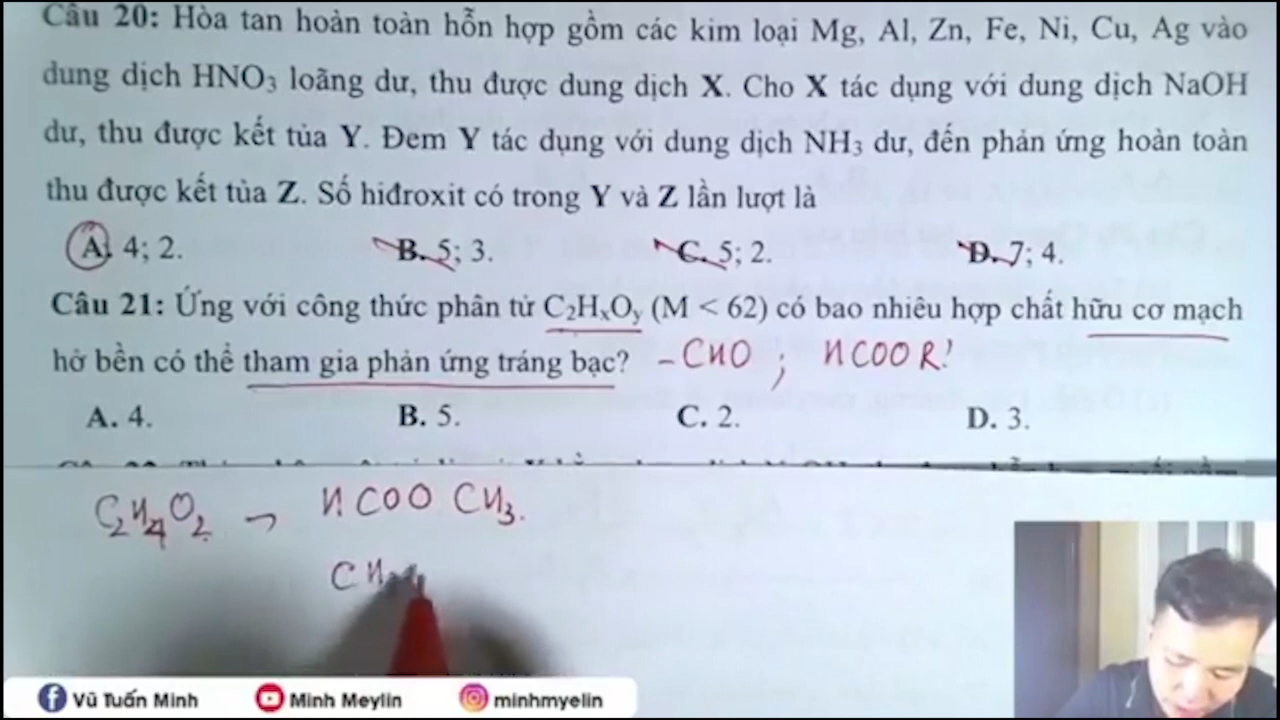 Câu 20: Hòa tan hoàn toàn hỗn hợp gồm các kim loại Mg, Al, Zn, Fe, Ni, Cu, Ag vào
dung dịch HNO₃ loãng dư, thu được dung dịch X. Cho X tác dụng với dung dịch NaOH
dư, thu được kết tủa Y. Đem Y tác dụng với dung dịch NH₃ dư, đến phản ứng hoàn toàn
thu được kết tủa Z. Số hiđroxit có trong Y và Z lần lượt là
A. 4; 2. B. 5; 3. C. 5; 2. D. 7; 4.
Câu 21: Ứng với công thức phân tử C₂HₓOᵧ (M < 62) có bao nhiêu hợp chất hữu cơ mạch
hở bền có thể tham gia phản ứng tráng bạc? - CHO ; HCOOR!
A. 4. B. 5. C. 2. D. 3.
C₂H₄O₂ → HCOO CH₃.
CH
Vũ Tuấn Minh Minh Meylin minhmyelin